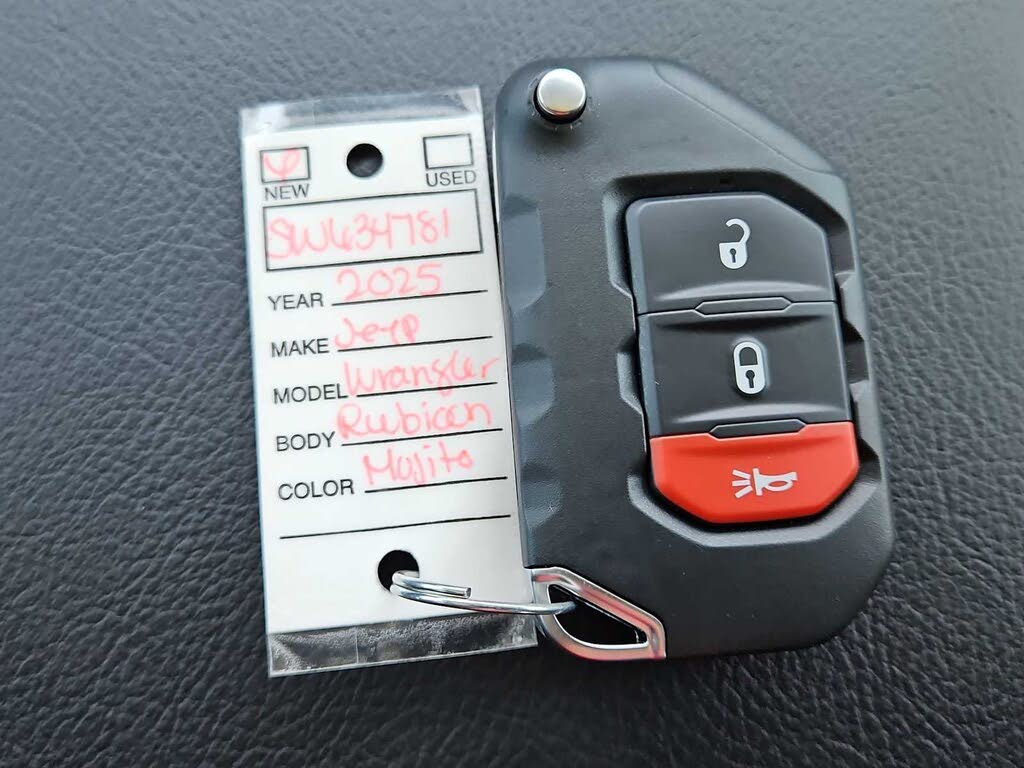 NEW USED
SW634781
YEAR 2025
MAKE Jeep
MODEL Wrangler
BODY Rubicon
COLOR Mojito